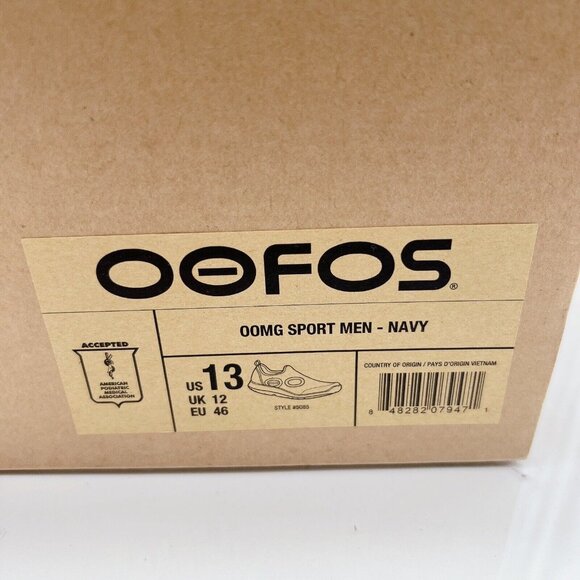 OOFOS®
OOMG SPORT MEN - NAVY
ACCEPTED
AMERICAN
PODIATRIC
MEDICAL
ASSOCIATION
US 13
UK 12
EU 46
STYLE #5085
COUNTRY OF ORIGIN / PAYS D'ORIGIN VIETNAM
8 48282 07947 1